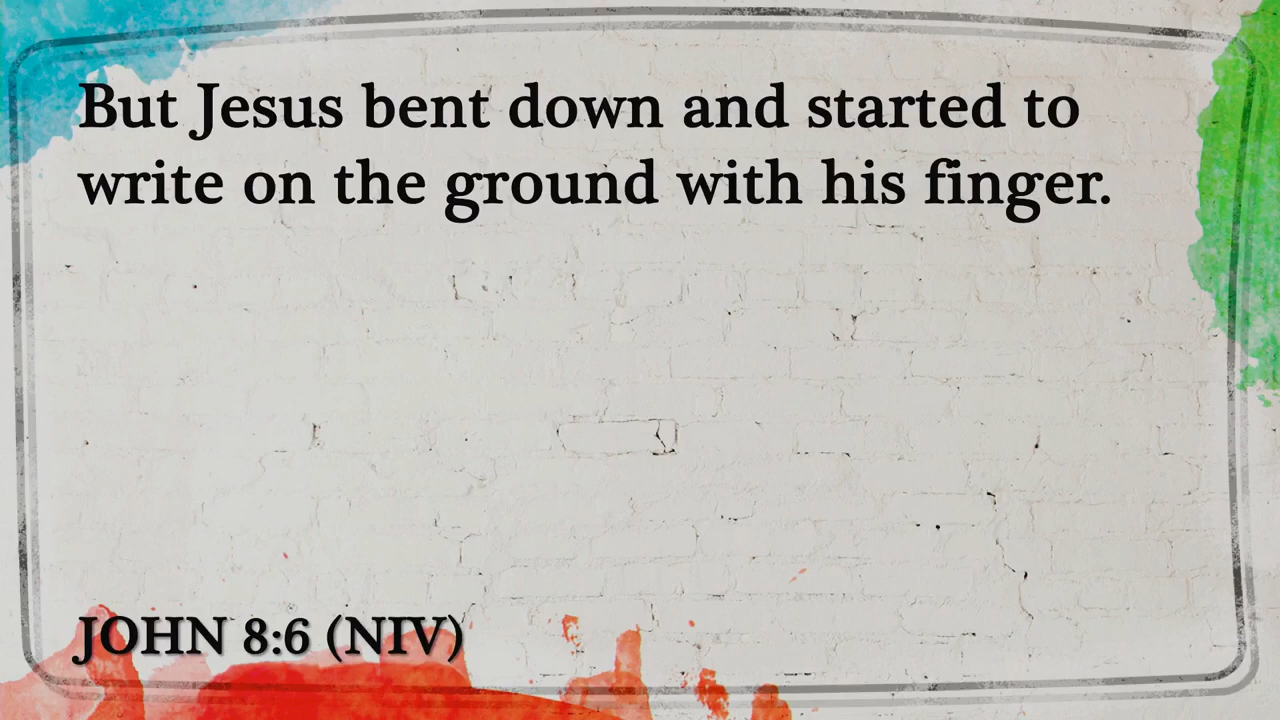 But Jesus bent down and started to
write on the ground with his finger.
JOHN 8:6 (NIV)